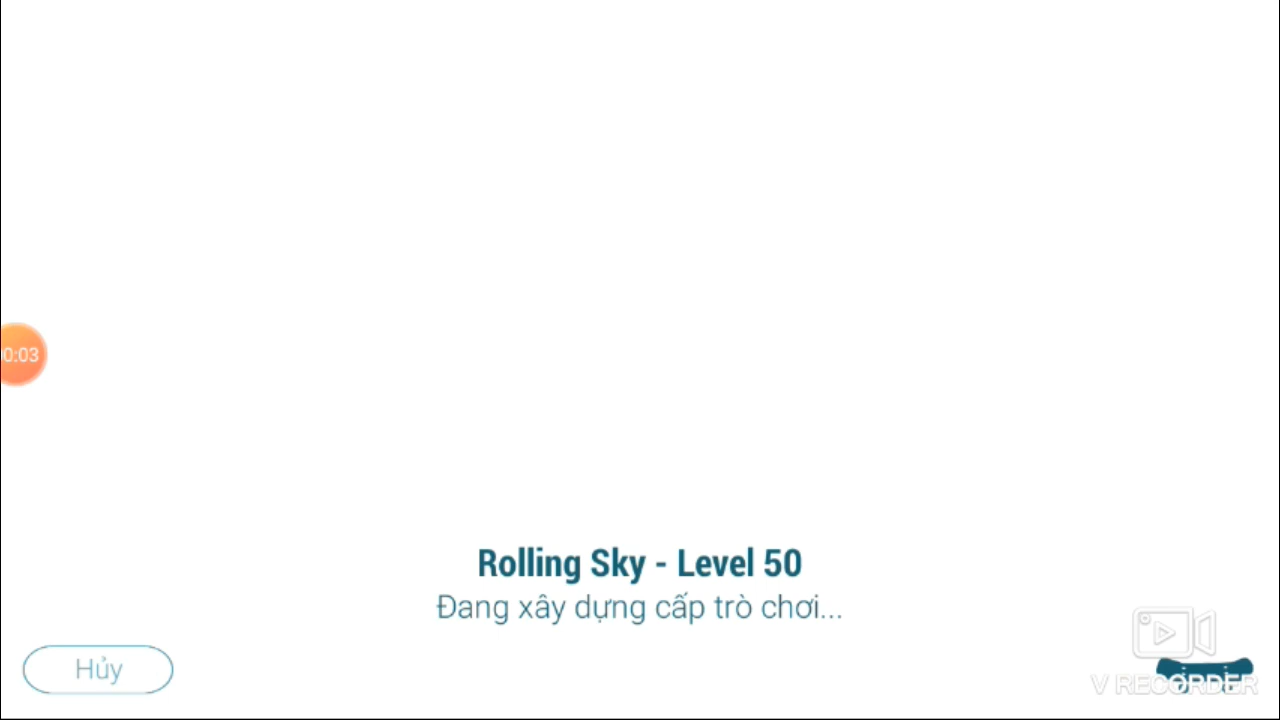 0:03
Rolling Sky - Level 50
Đang xây dựng cấp trò chơi...
Hủy
V RECORDER